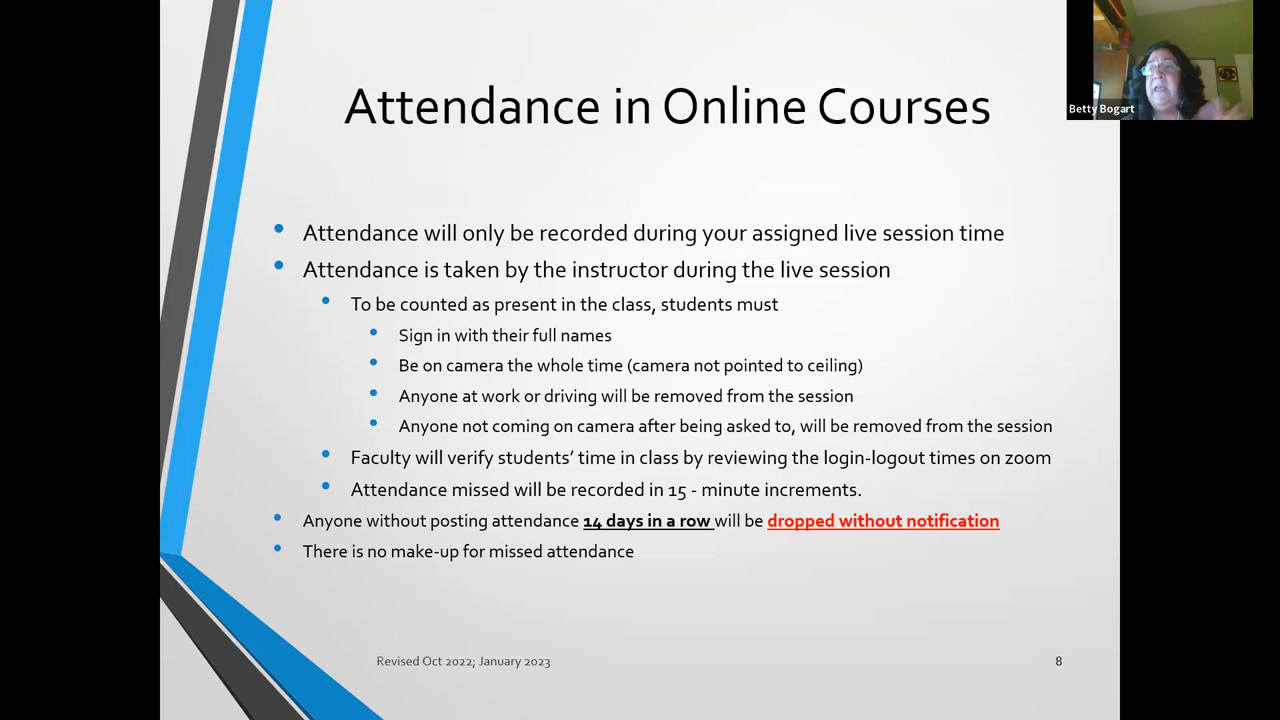 Betty Bogart
Attendance in Online Courses
Attendance will only be recorded during your assigned live session time
Attendance is taken by the instructor during the live session
To be counted as present in the class, students must
Sign in with their full names
Be on camera the whole time (camera not pointed to ceiling)
Anyone at work or driving will be removed from the session
Anyone not coming on camera after being asked to, will be removed from the session
Faculty will verify students’ time in class by reviewing the login-logout times on zoom
Attendance missed will be recorded in 15 - minute increments.
Anyone without posting attendance 14 days in a row will be dropped without notification
There is no make-up for missed attendance
Revised Oct 2022; January 2023
8